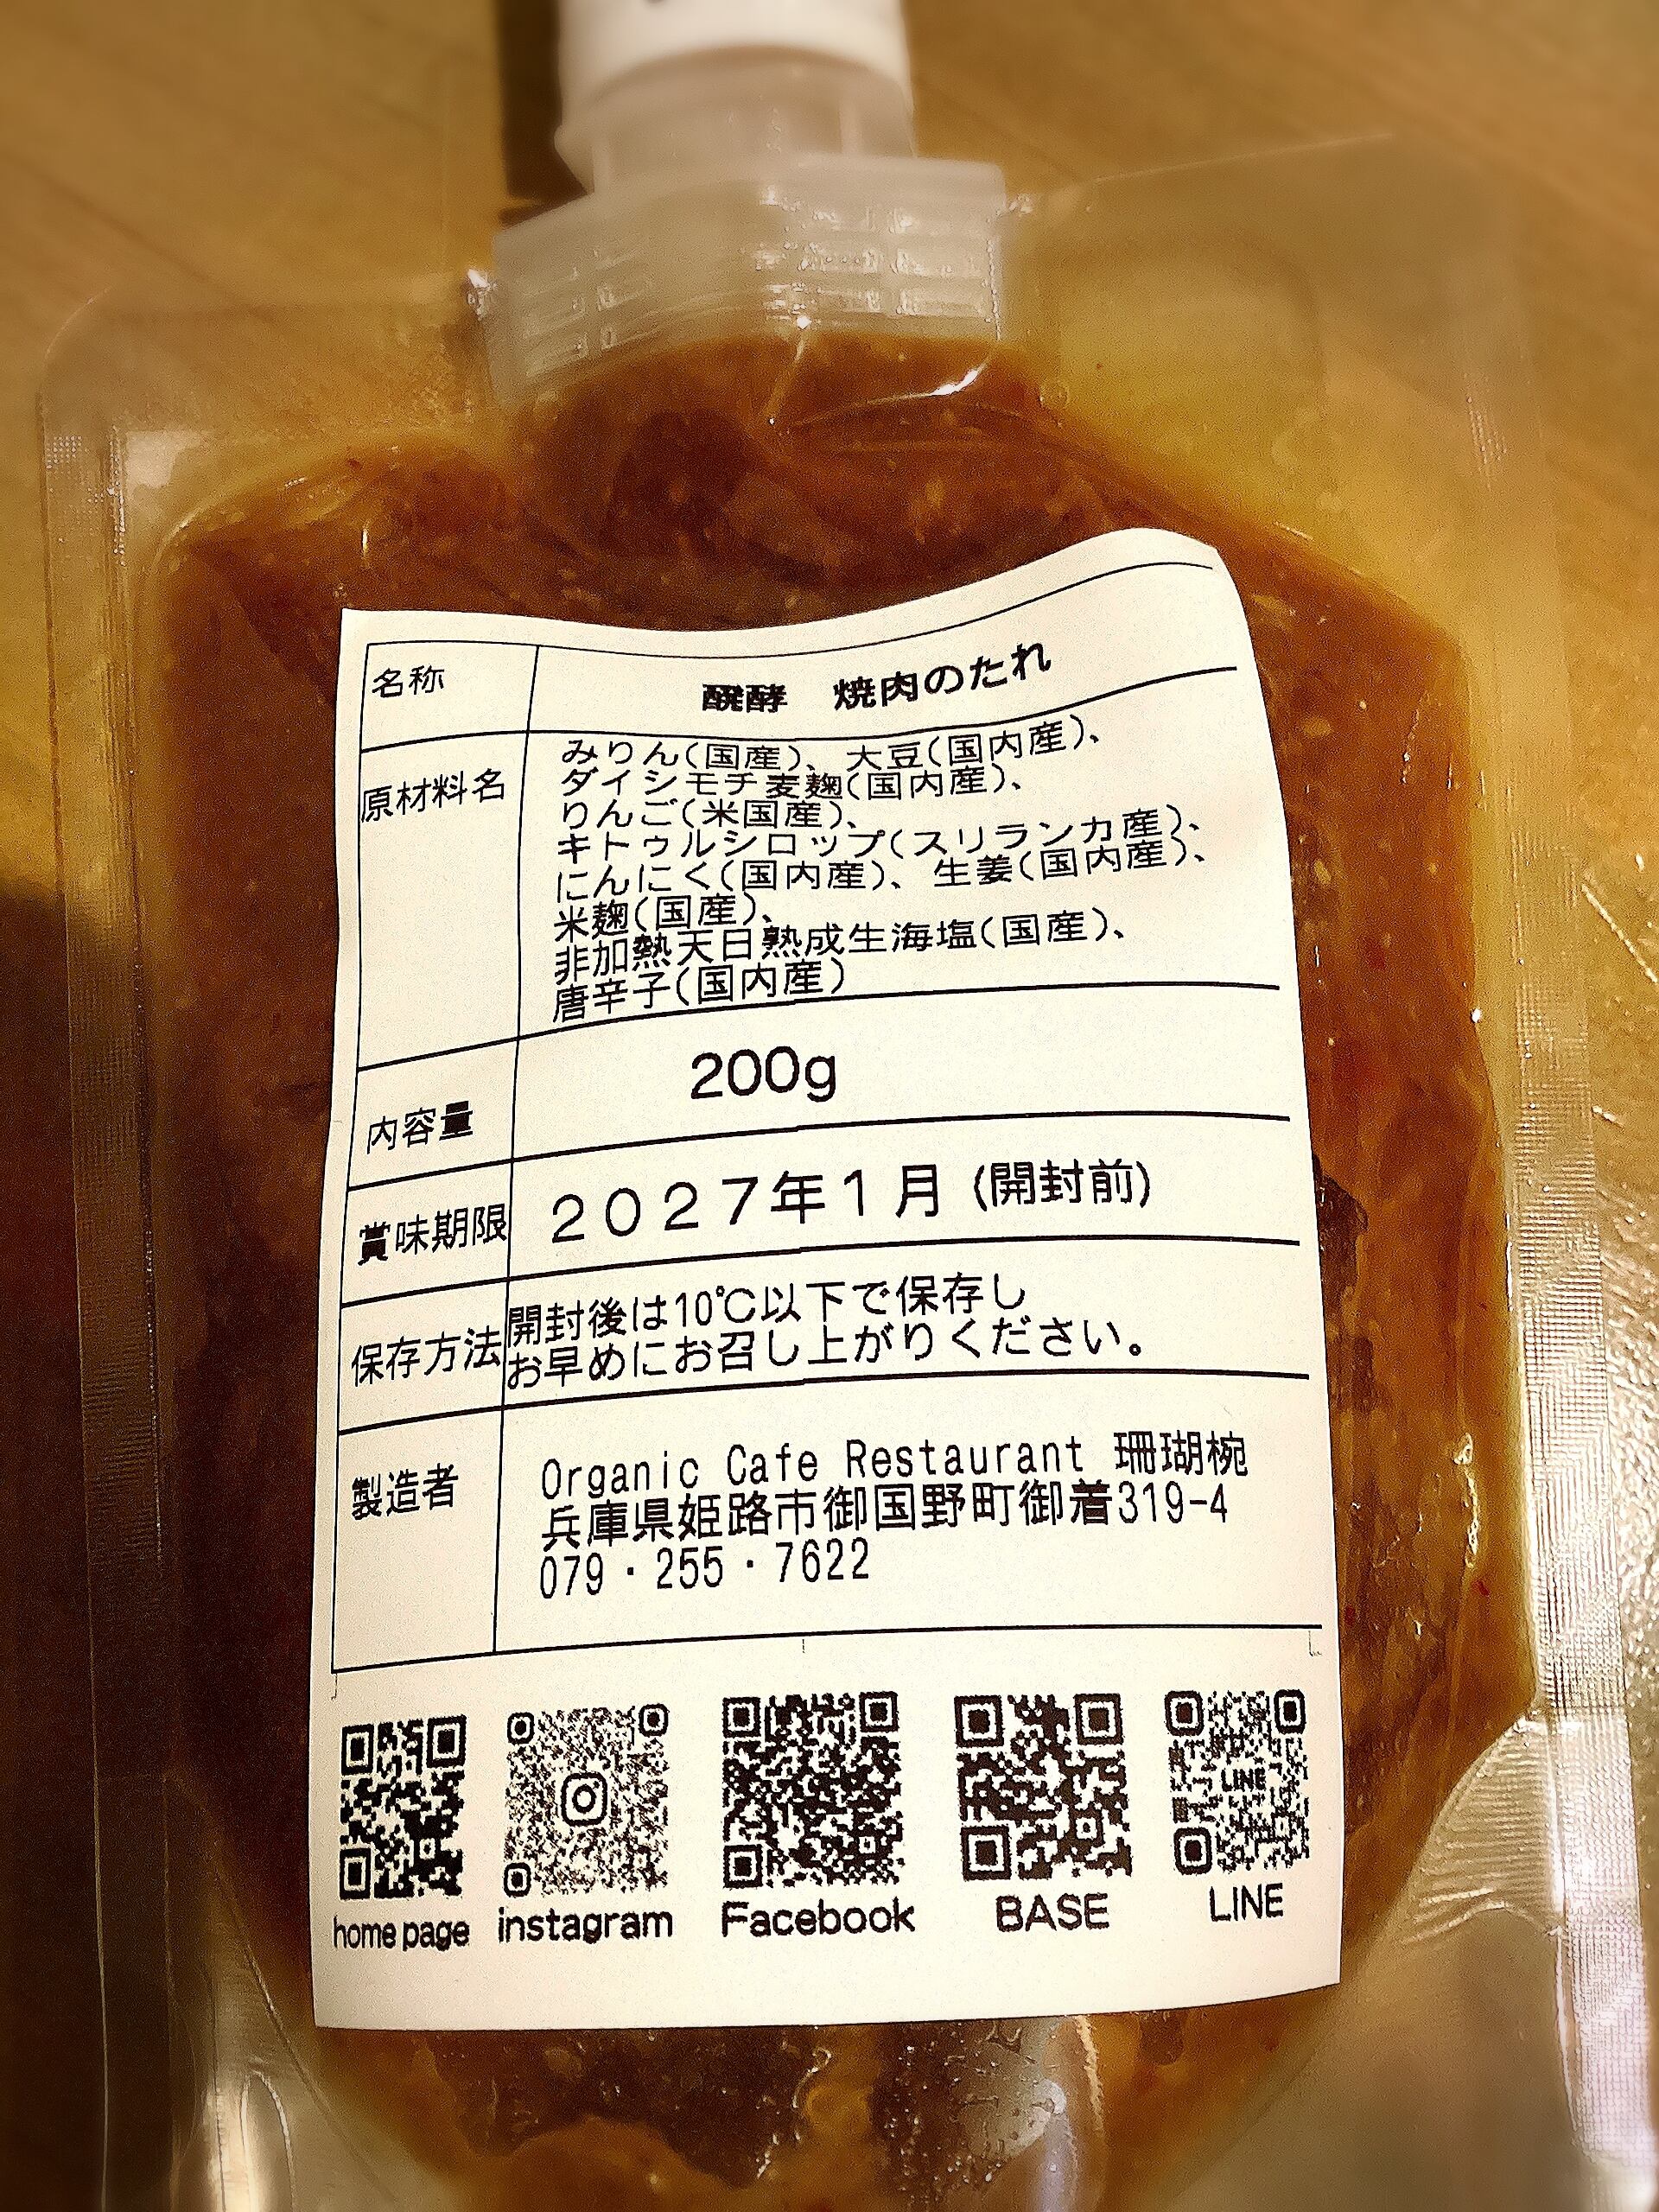 名称 醗酵 焼肉のたれ
原材料名 みりん(国産)、大豆(国内産)、
ダイシモチ麦麹(国内産)、
りんご(米国産)、
キトゥルシロップ(スリランカ産)、
にんにく(国内産)、生姜(国内産)、
米麹(国産)、
非加熱天日熟成生海塩(国産)、
唐辛子(国内産)
内容量 200g
賞味期限 2027年1月 (開封前)
保存方法 開封後は10℃以下で保存し
お早めにお召し上がりください。
製造者 Organic Cafe Restaurant 珊瑚椀
兵庫県姫路市御国野町御着319-4
079・255・7622
LINE
home page instagram Facebook BASE LINE